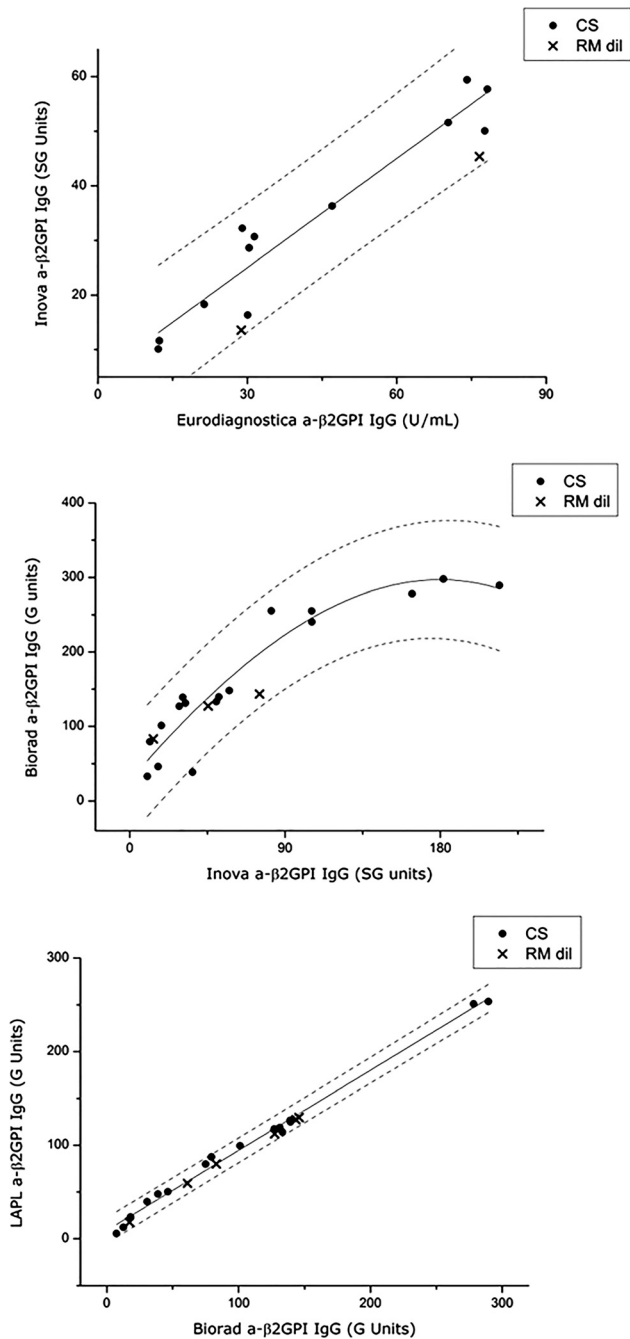 CS
RM dil
60
40
20
0
30
60
90
Inova a-β2GPI IgG (SG Units)
Eurodiagnostica a-β2GPI IgG (U/mL)
CS
RM dil
400
300
200
100
0
0
90
180
Biorad a-β2GPI IgG (G units)
Inova a-β2GPI IgG (SG units)
CS
RM dil
300
200
100
0
0
100
200
300
LAPL a-β2GPI IgG (G Units)
Biorad a-β2GPI IgG (G Units)